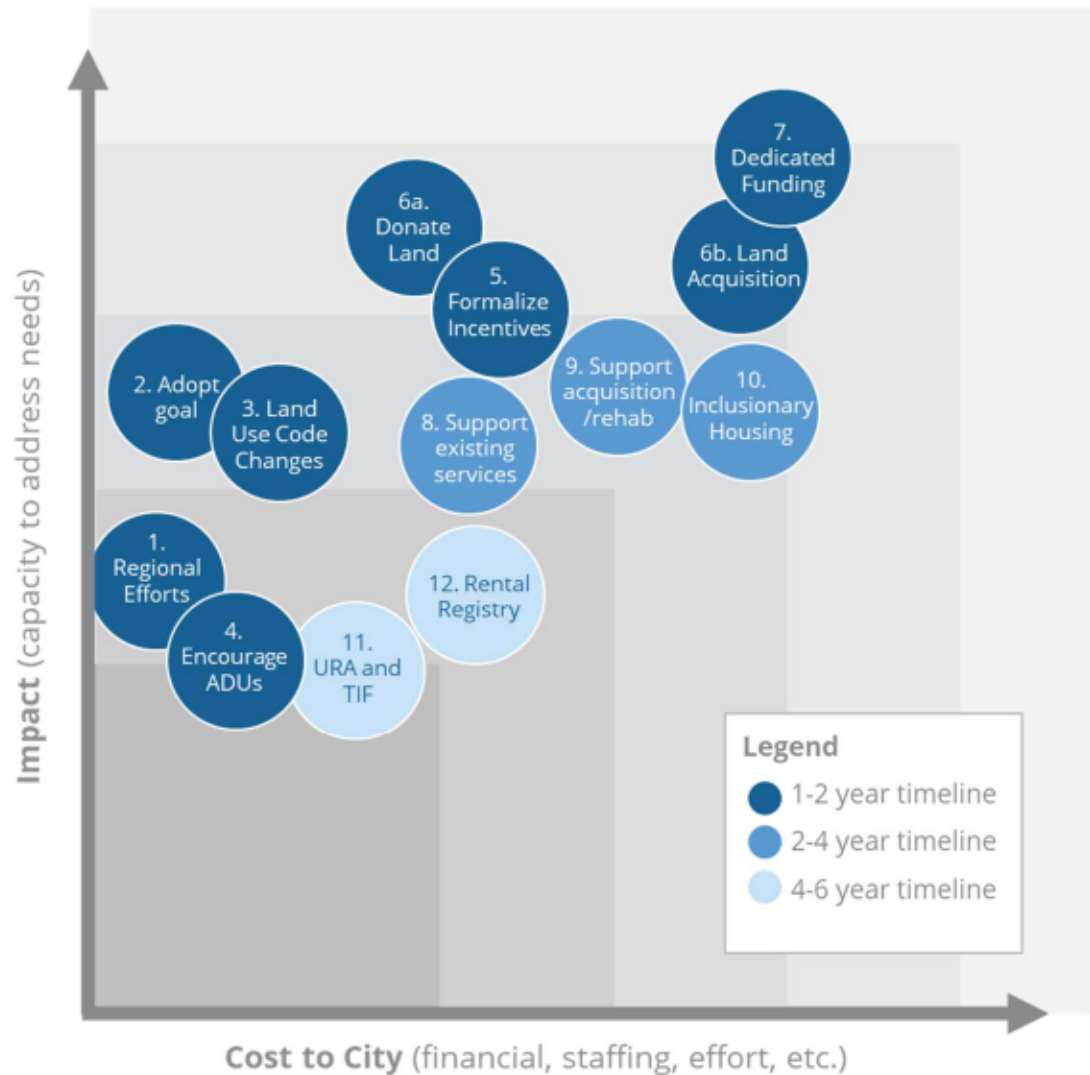 7.
Dedicated
Funding
6a.
Donate
Land
6b. Land
Acquisition
5.
Formalize
Incentives
2. Adopt
goal
3. Land
Use Code
Changes
9. Support
acquisition
/rehab
10.
Inclusionary
Housing
8. Support
existing
services
1.
Regional
Efforts
12. Rental
Registry
4.
Encourage
ADUs
11.
URA and
TIF
Impact (capacity to address needs)
Legend
1-2 year timeline
2-4 year timeline
4-6 year timeline
Cost to City (financial, staffing, effort, etc.)